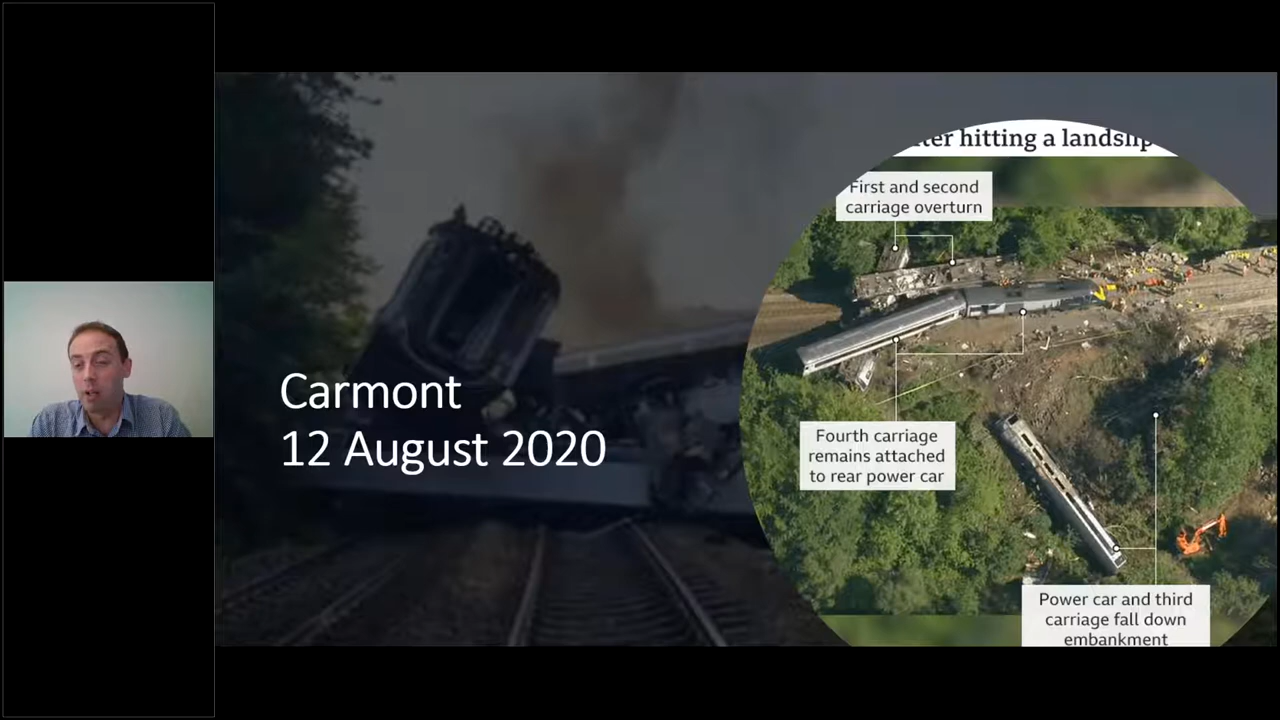 Carmont
12 August 2020
hitting a
First and second
carriage overturn
Fourth carriage
remains attached
to rear power car
Power car and third
carriage fall down
embankment